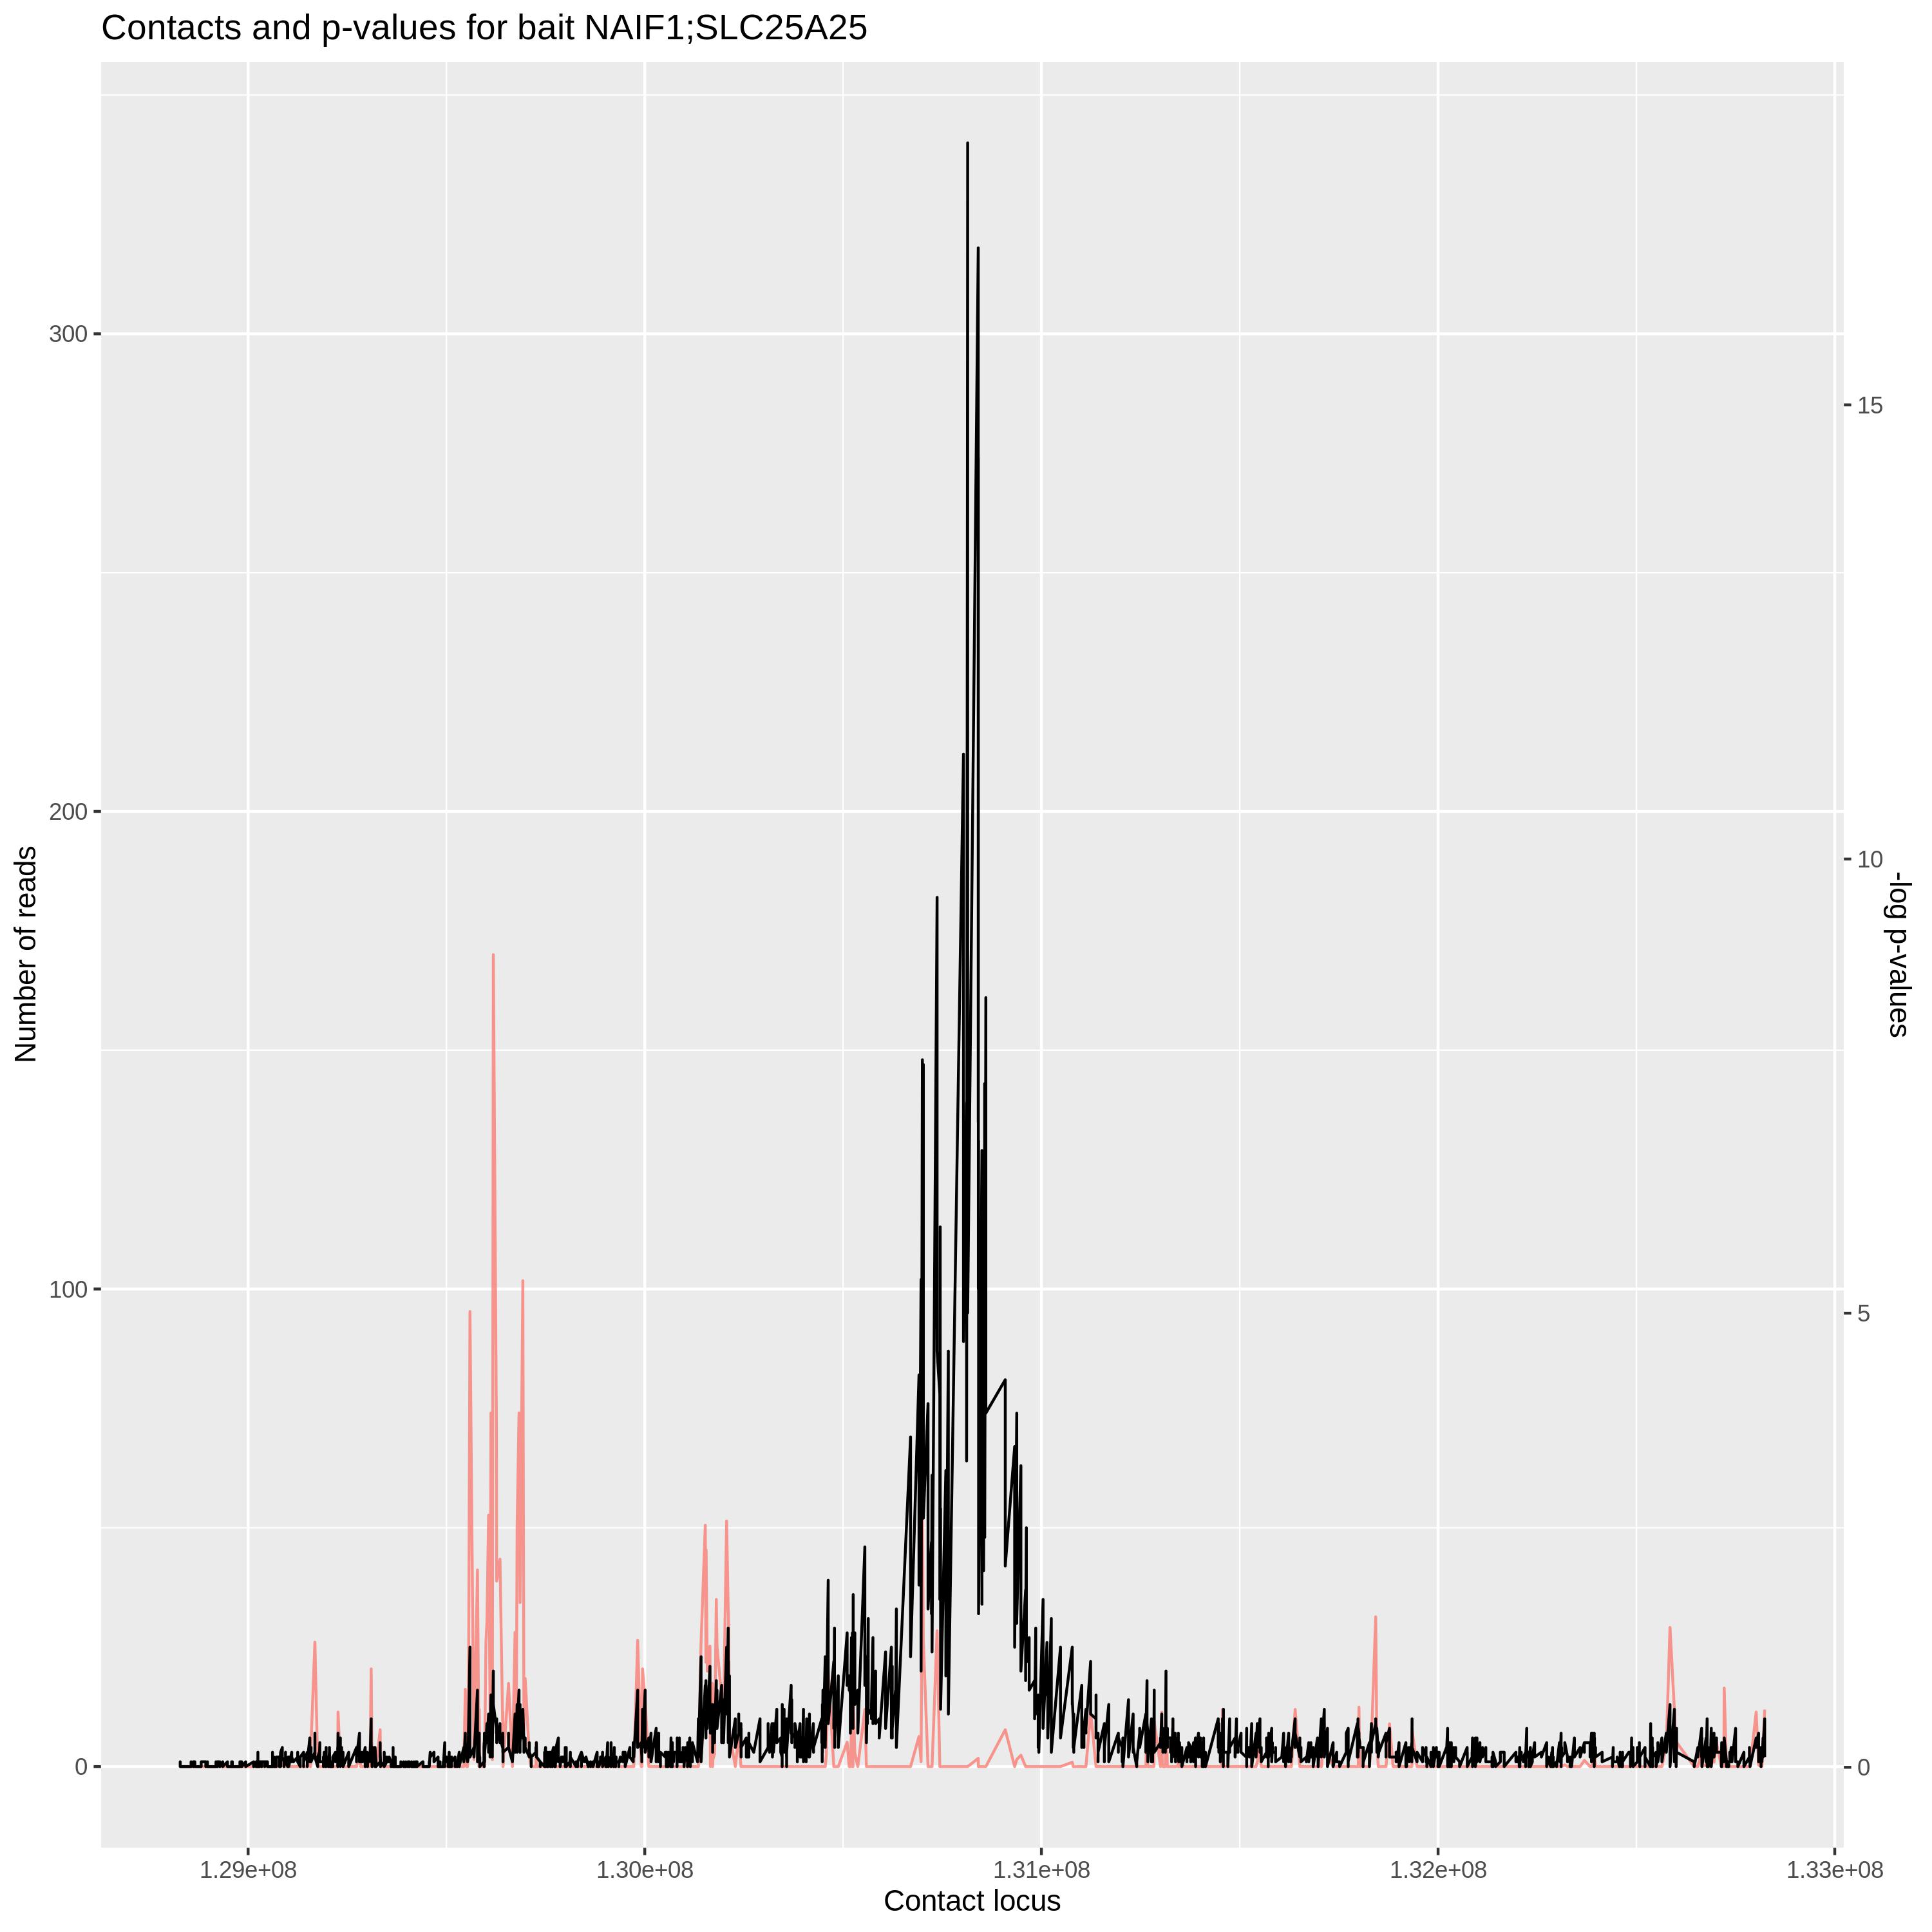 Contacts and p-values for bait NAIF1;SLC25A25
300
200
100
0
Number of reads
15
10
5
0
-log p-values
1.29e+08
1.30e+08
1.31e+08
1.32e+08
1.33e+08
Contact locus